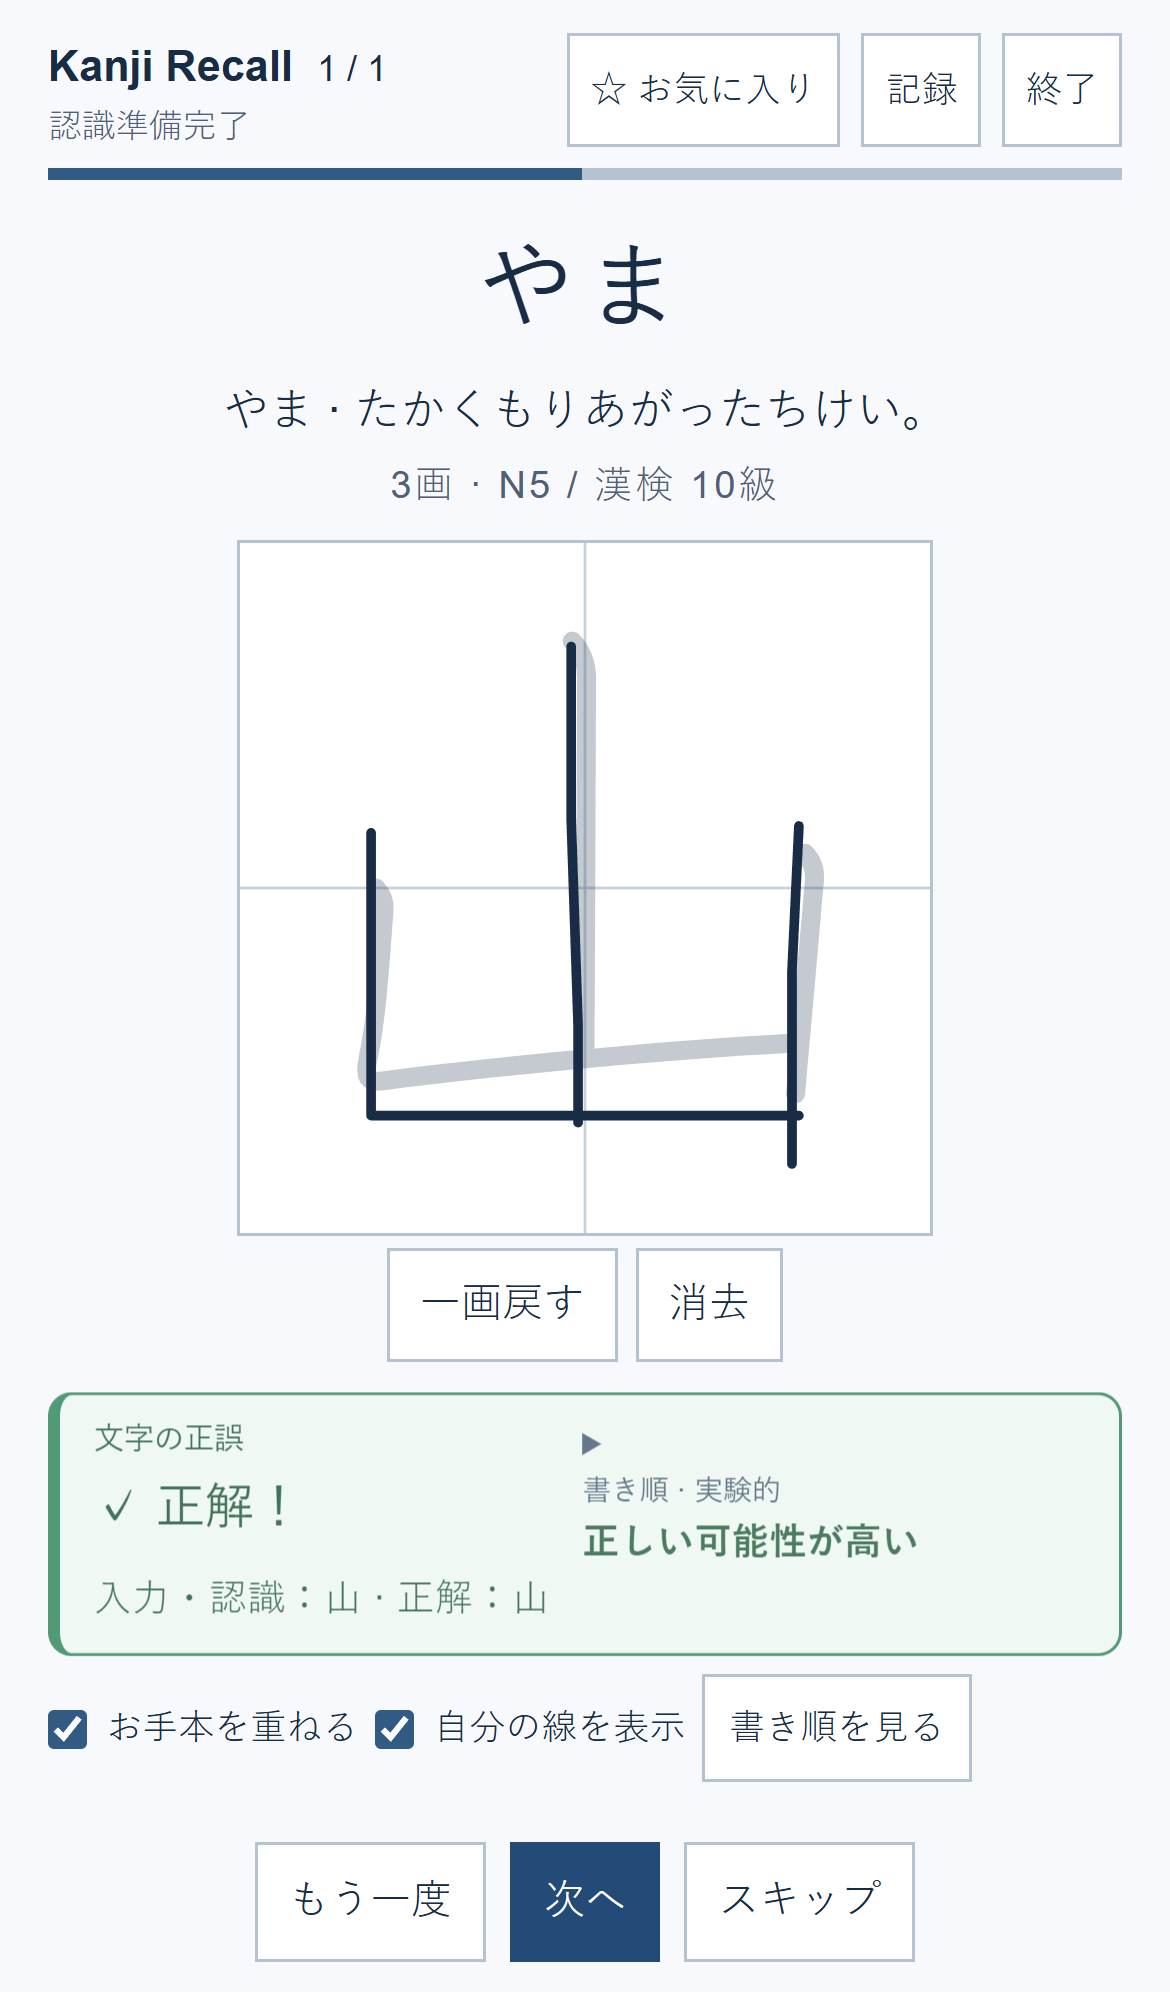 Kanji Recall 1 / 1
認識準備完了
☆ お気に入り
記録
終了
やま
やま · たかくもりあがったちけい。
3画 · N5 / 漢検 10級
山
一画戻す
消去
文字の正誤
✓ 正解！
入力・認識：山 · 正解：山
▶
書き順 · 実験的
正しい可能性が高い
お手本を重ねる
自分の線を表示
書き順を見る
もう一度
次へ
スキップ